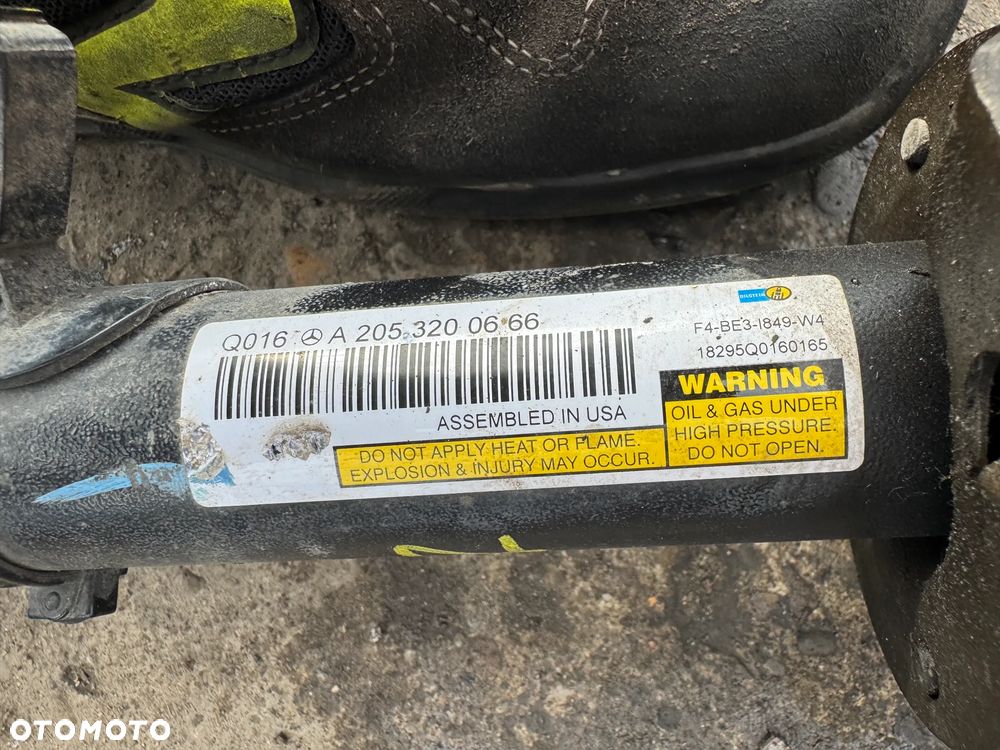 BILSTEIN
Q016 A 205 320 06 66
F4-BE3-I849-W4
18295Q0160165
ASSEMBLED IN USA
WARNING
OIL & GAS UNDER
HIGH PRESSURE.
DO NOT OPEN.
DO NOT APPLY HEAT OR FLAME.
EXPLOSION & INJURY MAY OCCUR.
OTOMOTO